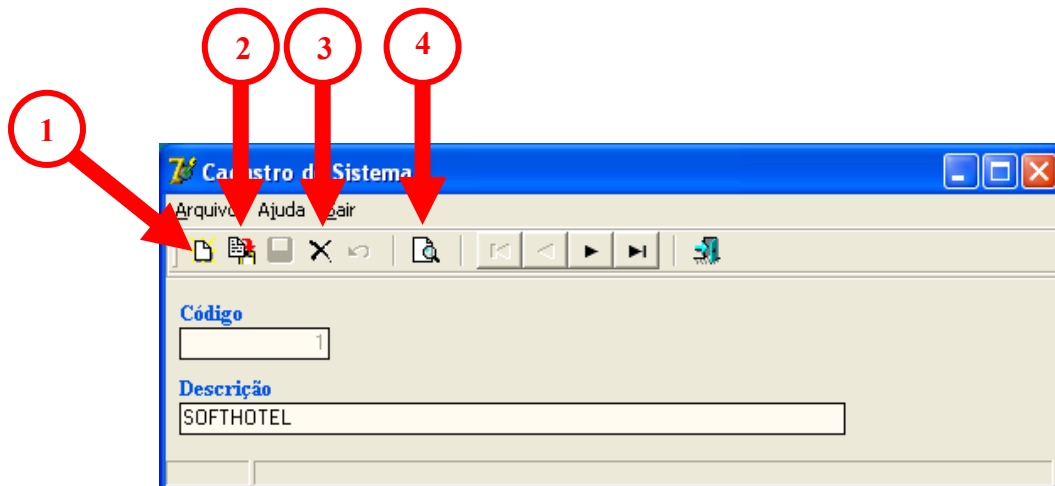 2 3 4
1
Cadastro de Sistema
Arquivo Ajuda Sair
Código
1
Descrição
SOFTHOTEL